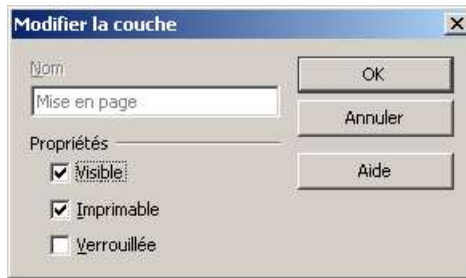 Modifier la couche
Nom
Mise en page
Propriétés
Visible
Imprimable
Verrouillée
OK
Annuler
Aide